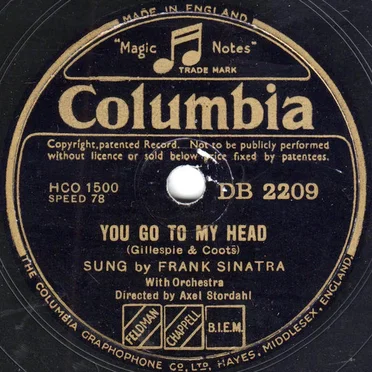 MADE IN ENGLAND.
"Magic Notes"
TRADE MARK
Columbia
Copyright, patented Record. Not to be publicly performed
without licence or sold below price fixed by patentees.
HCO 1500 DB 2209
SPEED 78
YOU GO TO MY HEAD
(Gillespie & Coots)
SUNG by FRANK SINATRA
With Orchestra
Directed by Axel Stordahl
FELDMAN CHAPPELL B.I.E.M.
THE COLUMBIA GRAPHOPHONE CO., LTD., HAYES, MIDDLESEX, ENGLAND.